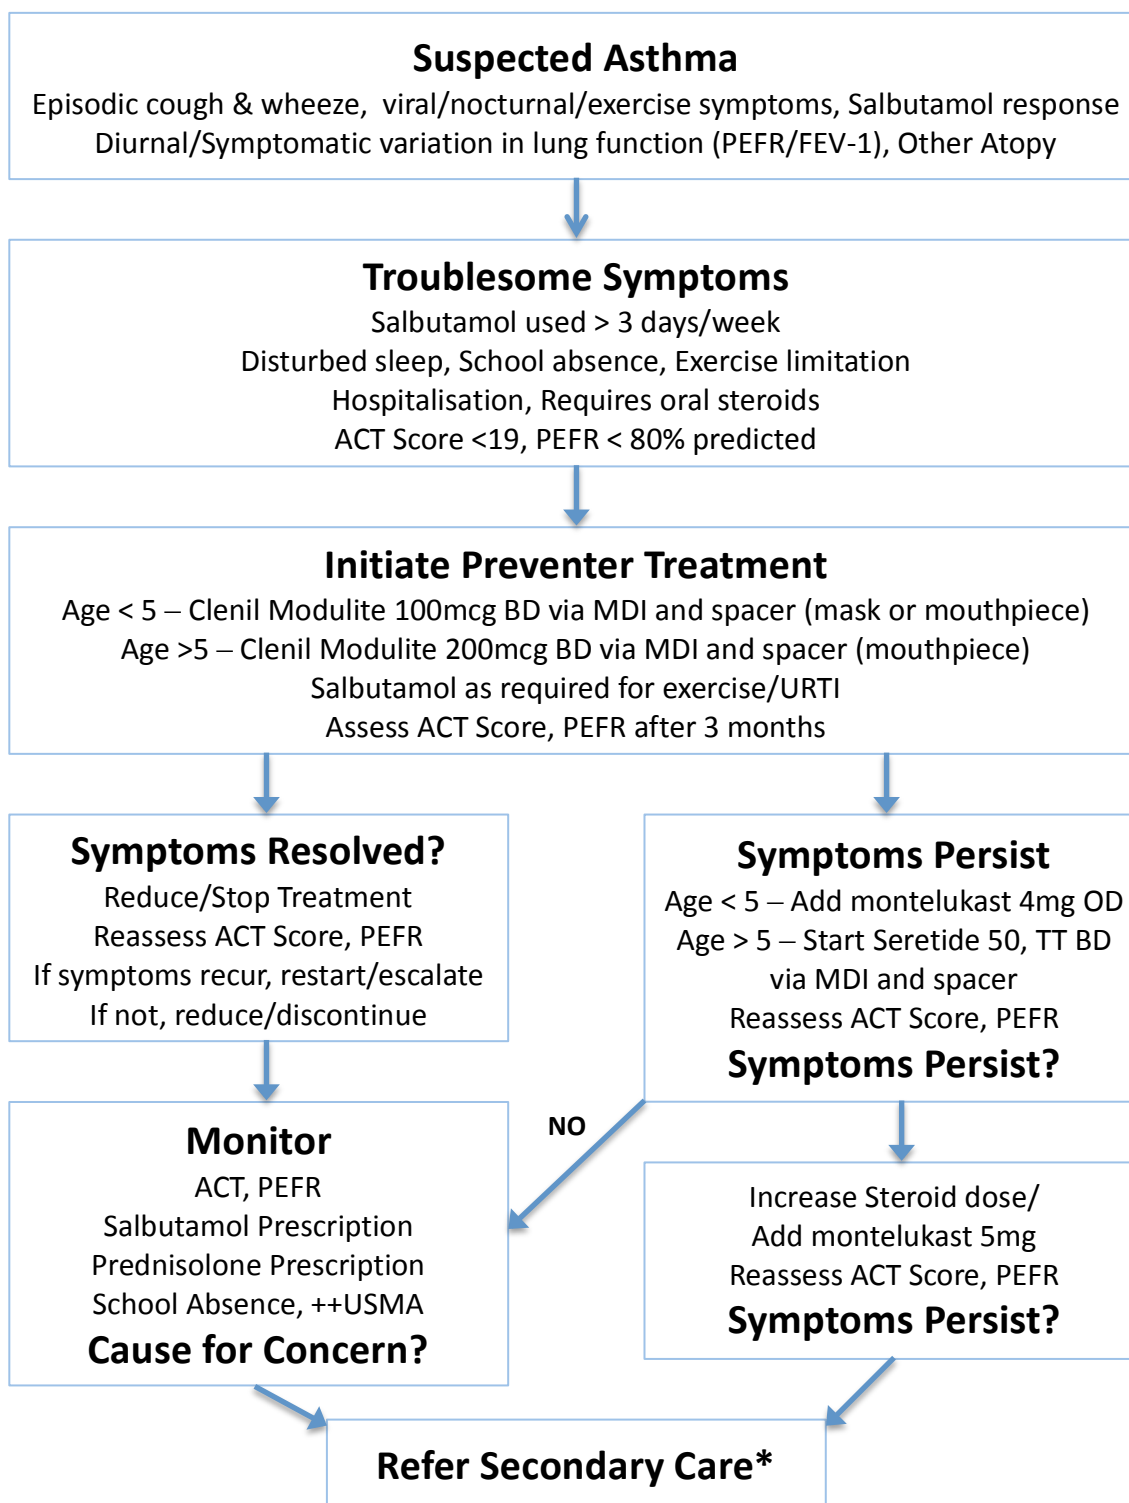 Suspected Asthma
Episodic cough & wheeze, viral/nocturnal/exercise symptoms, Salbutamol response
Diurnal/Symptomatic variation in lung function (PEFR/FEV-1), Other Atopy
Troublesome Symptoms
Salbutamol used > 3 days/week
Disturbed sleep, School absence, Exercise limitation
Hospitalisation, Requires oral steroids
ACT Score <19, PEFR < 80% predicted
Initiate Preventer Treatment
Age < 5 – Clenil Modulite 100mcg BD via MDI and spacer (mask or mouthpiece)
Age >5 – Clenil Modulite 200mcg BD via MDI and spacer (mouthpiece)
Salbutamol as required for exercise/URTI
Assess ACT Score, PEFR after 3 months
Symptoms Resolved?
Reduce/Stop Treatment
Reassess ACT Score, PEFR
If symptoms recur, restart/escalate
If not, reduce/discontinue
Symptoms Persist
Age < 5 – Add montelukast 4mg OD
Age > 5 – Start Seretide 50, TT BD
via MDI and spacer
Reassess ACT Score, PEFR
Symptoms Persist?
NO
Monitor
ACT, PEFR
Salbutamol Prescription
Prednisolone Prescription
School Absence, ++USMA
Cause for Concern?
Increase Steroid dose/
Add montelukast 5mg
Reassess ACT Score, PEFR
Symptoms Persist?
Refer Secondary Care*